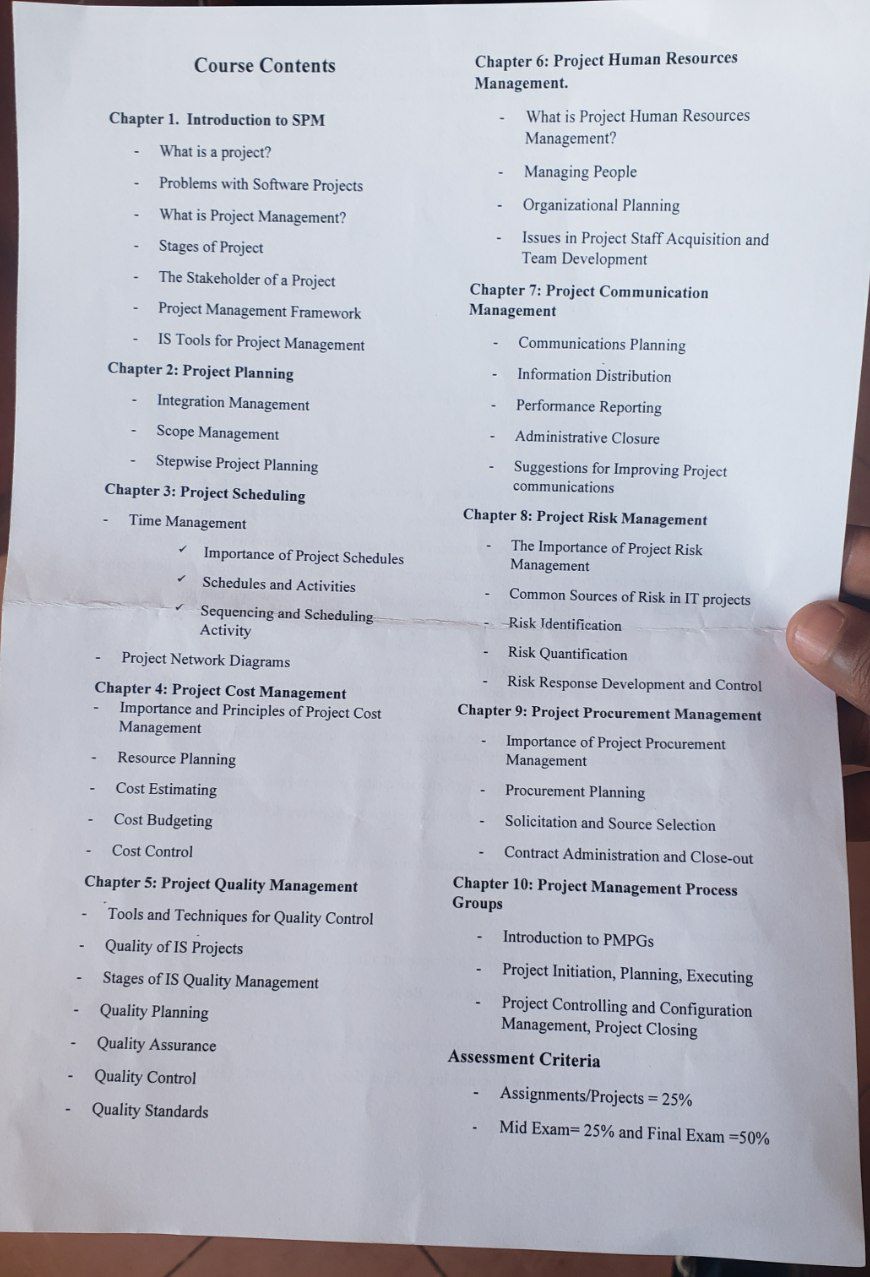 Course Contents
Chapter 1. Introduction to SPM
- What is a project?
- Problems with Software Projects
- What is Project Management?
- Stages of Project
- The Stakeholder of a Project
- Project Management Framework
- IS Tools for Project Management
Chapter 2: Project Planning
- Integration Management
- Scope Management
- Stepwise Project Planning
Chapter 3: Project Scheduling
- Time Management
✓ Importance of Project Schedules
✓ Schedules and Activities
✓ Sequencing and Scheduling
Activity
- Project Network Diagrams
Chapter 4: Project Cost Management
- Importance and Principles of Project Cost
Management
- Resource Planning
- Cost Estimating
- Cost Budgeting
- Cost Control
Chapter 5: Project Quality Management
- Tools and Techniques for Quality Control
- Quality of IS Projects
- Stages of IS Quality Management
- Quality Planning
- Quality Assurance
- Quality Control
- Quality Standards
Chapter 6: Project Human Resources
Management.
- What is Project Human Resources
Management?
- Managing People
- Organizational Planning
- Issues in Project Staff Acquisition and
Team Development
Chapter 7: Project Communication
Management
- Communications Planning
- Information Distribution
- Performance Reporting
- Administrative Closure
- Suggestions for Improving Project
communications
Chapter 8: Project Risk Management
- The Importance of Project Risk
Management
- Common Sources of Risk in IT projects
- Risk Identification
- Risk Quantification
- Risk Response Development and Control
Chapter 9: Project Procurement Management
- Importance of Project Procurement
Management
- Procurement Planning
- Solicitation and Source Selection
- Contract Administration and Close-out
Chapter 10: Project Management Process
Groups
- Introduction to PMPGs
- Project Initiation, Planning, Executing
- Project Controlling and Configuration
Management, Project Closing
Assessment Criteria
- Assignments/Projects = 25%
- Mid Exam= 25% and Final Exam =50%